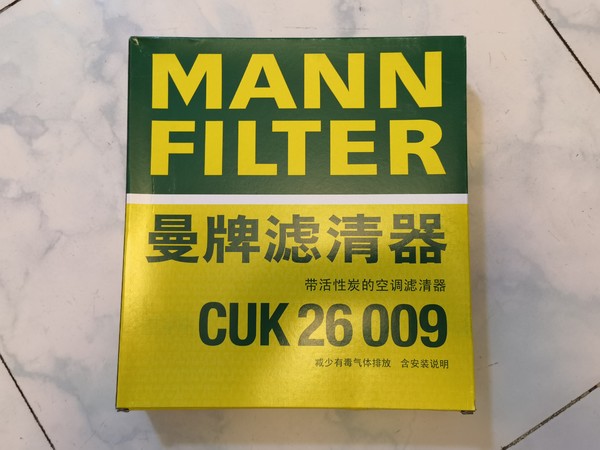 MANN
FILTER
曼牌滤清器
带活性炭的空调滤清器
CUK 26 009
减少有毒气体排放 含安装说明